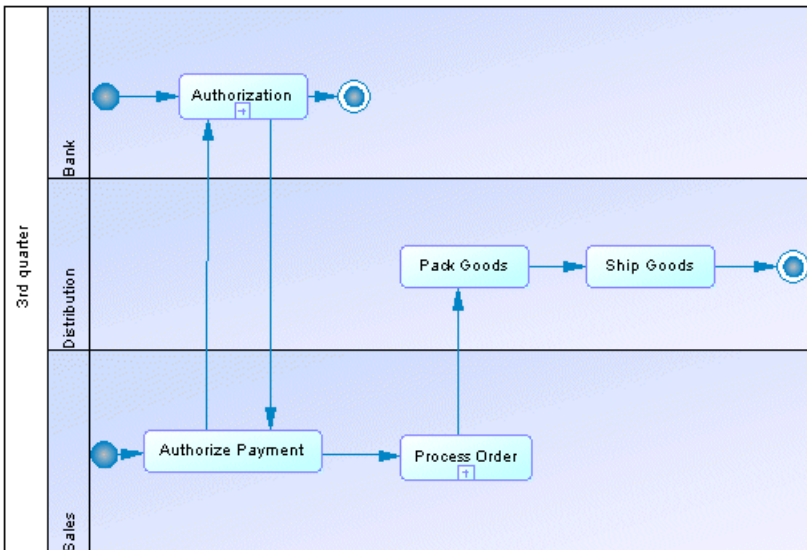 3rd quarter
Bank
Authorization
Distribution
Pack Goods
Ship Goods
Sales
Authorize Payment
Process Order